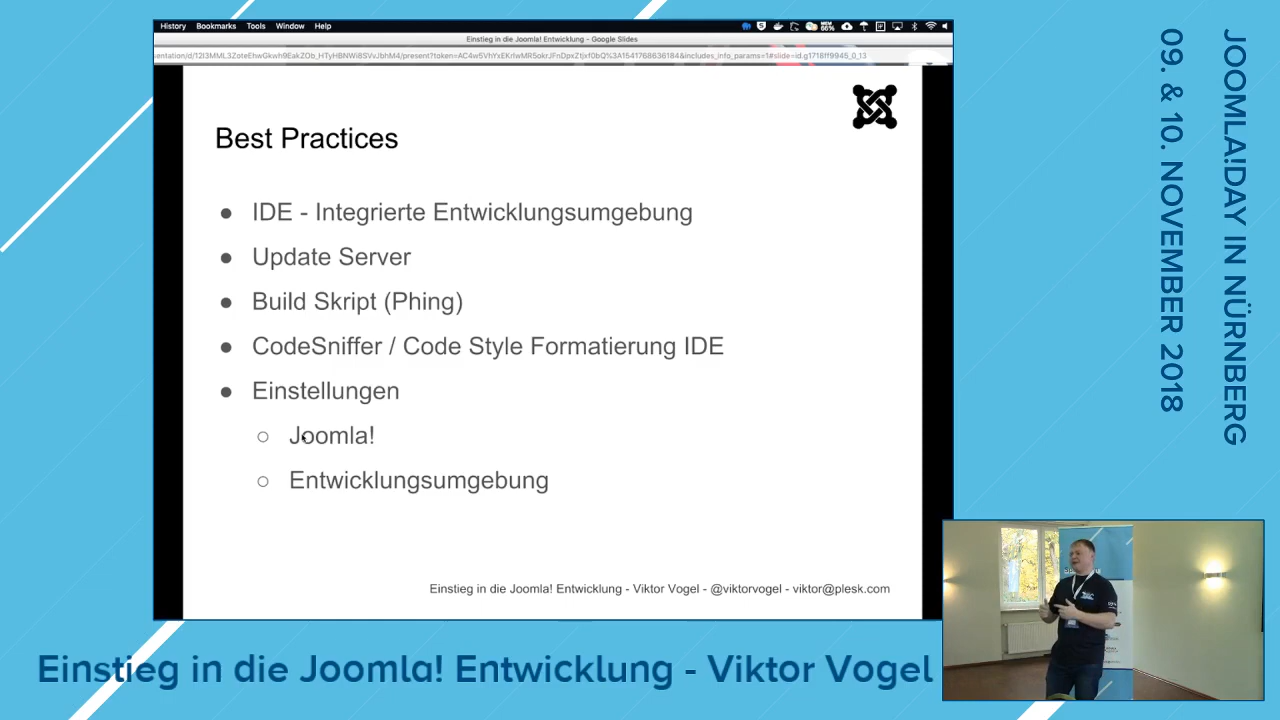 History Bookmarks Tools Window Help
Einstieg in die Joomla! Entwicklung - Google Slides
Best Practices
● IDE - Integrierte Entwicklungsumgebung
● Update Server
● Build Skript (Phing)
● CodeSniffer / Code Style Formatierung IDE
● Einstellungen
○ Joomla!
○ Entwicklungsumgebung
Einstieg in die Joomla! Entwicklung - Viktor Vogel - @viktorvogel - viktor@plesk.com
JOOMLA!DAY IN NÜRNBERG
09. & 10. NOVEMBER 2018
Einstieg in die Joomla! Entwicklung - Viktor Vogel